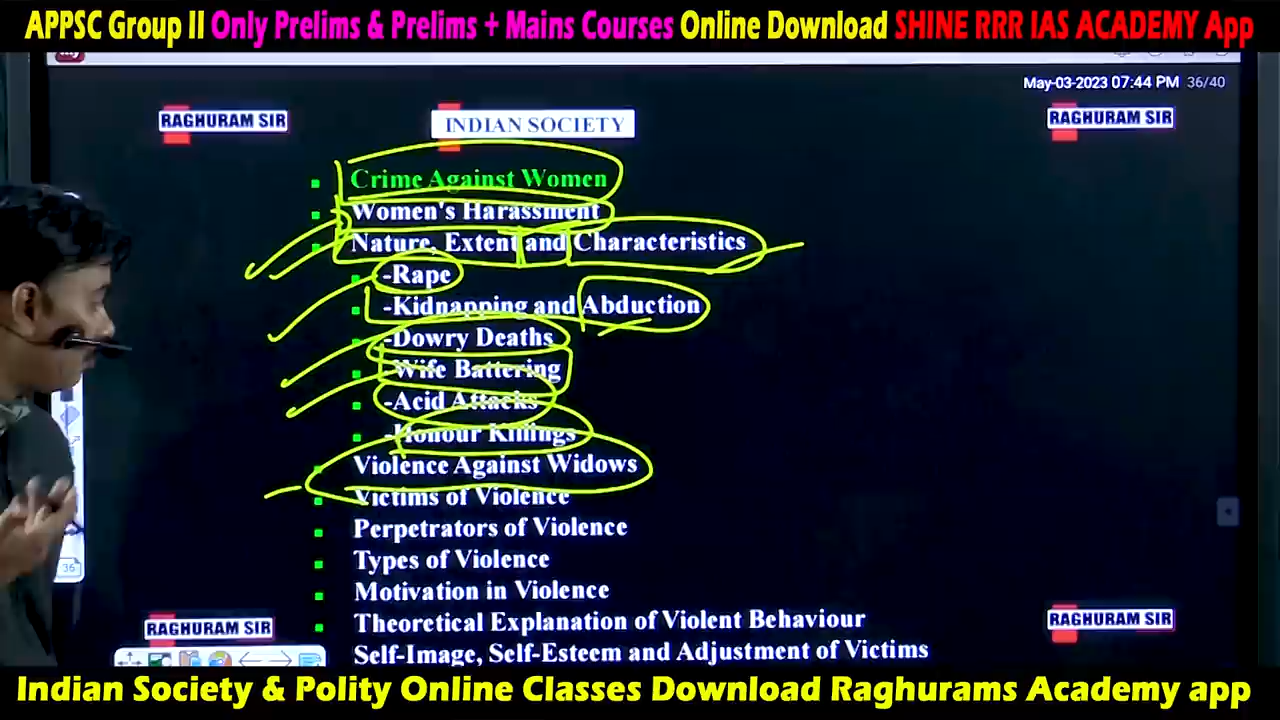 APPSC Group II Only Prelims & Prelims + Mains Courses Online Download SHINE RRR IAS ACADEMY App
May-03-2023 07:44 PM 36/40
RAGHURAM SIR INDIAN SOCIETY RAGHURAM SIR
Crime Against Women
Women's Harassment
Nature, Extent and Characteristics
-Rape
-Kidnapping and Abduction
-Dowry Deaths
-Wife Battering
-Acid Attacks
-Honour Killings
Violence Against Widows
Victims of Violence
Perpetrators of Violence
Types of Violence
Motivation in Violence
Theoretical Explanation of Violent Behaviour
RAGHURAM SIR RAGHURAM SIR
Self-Image, Self-Esteem and Adjustment of Victims
36
Indian Society & Polity Online Classes Download Raghurams Academy app